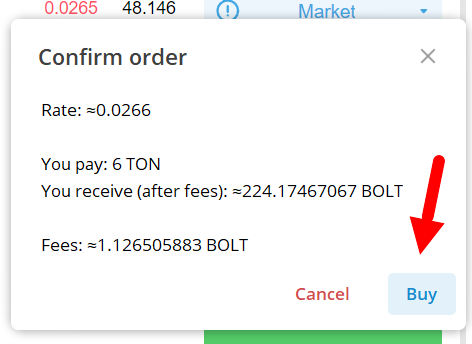 0.0265 48.146
Market
Confirm order
Rate: ≈0.0266
You pay: 6 TON
You receive (after fees): ≈224.17467067 BOLT
Fees: ≈1.126505883 BOLT
Cancel Buy